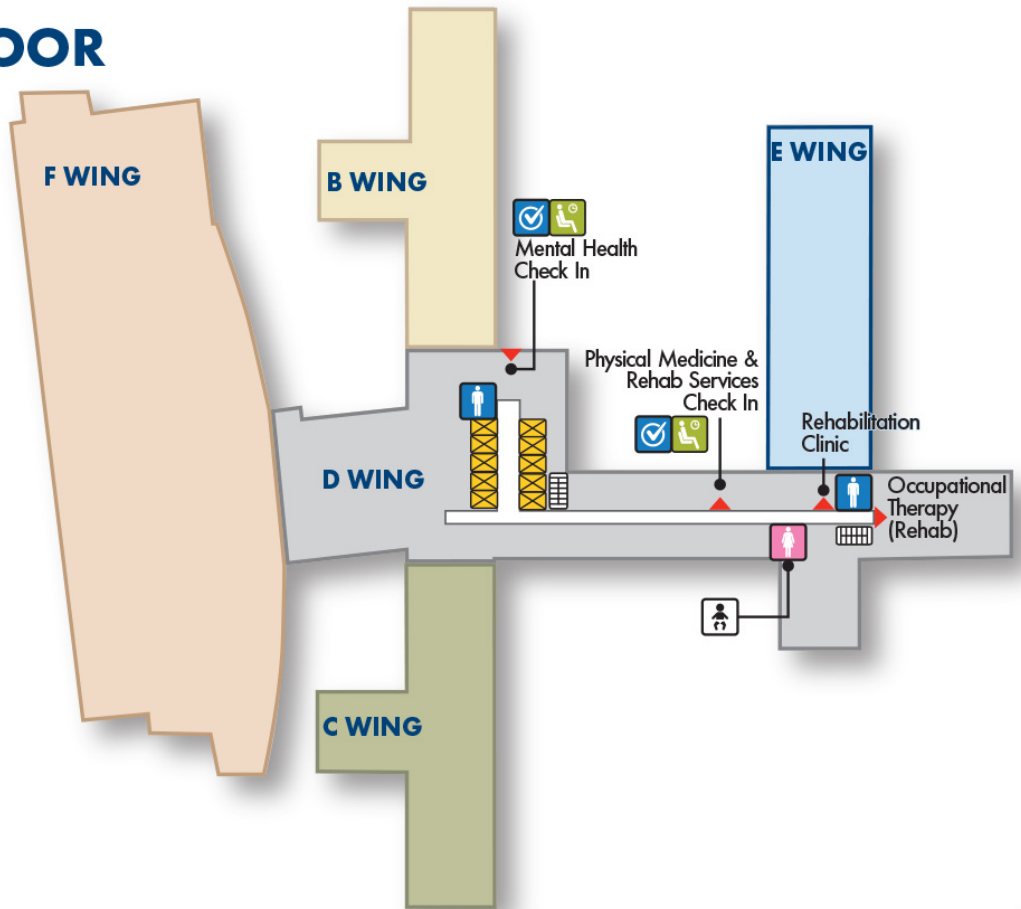 OOR
F WING
B WING
E WING
Mental Health
Check In
Physical Medicine &
Rehab Services
Check In
Rehabilitation
Clinic
D WING
Occupational
Therapy
(Rehab)
C WING